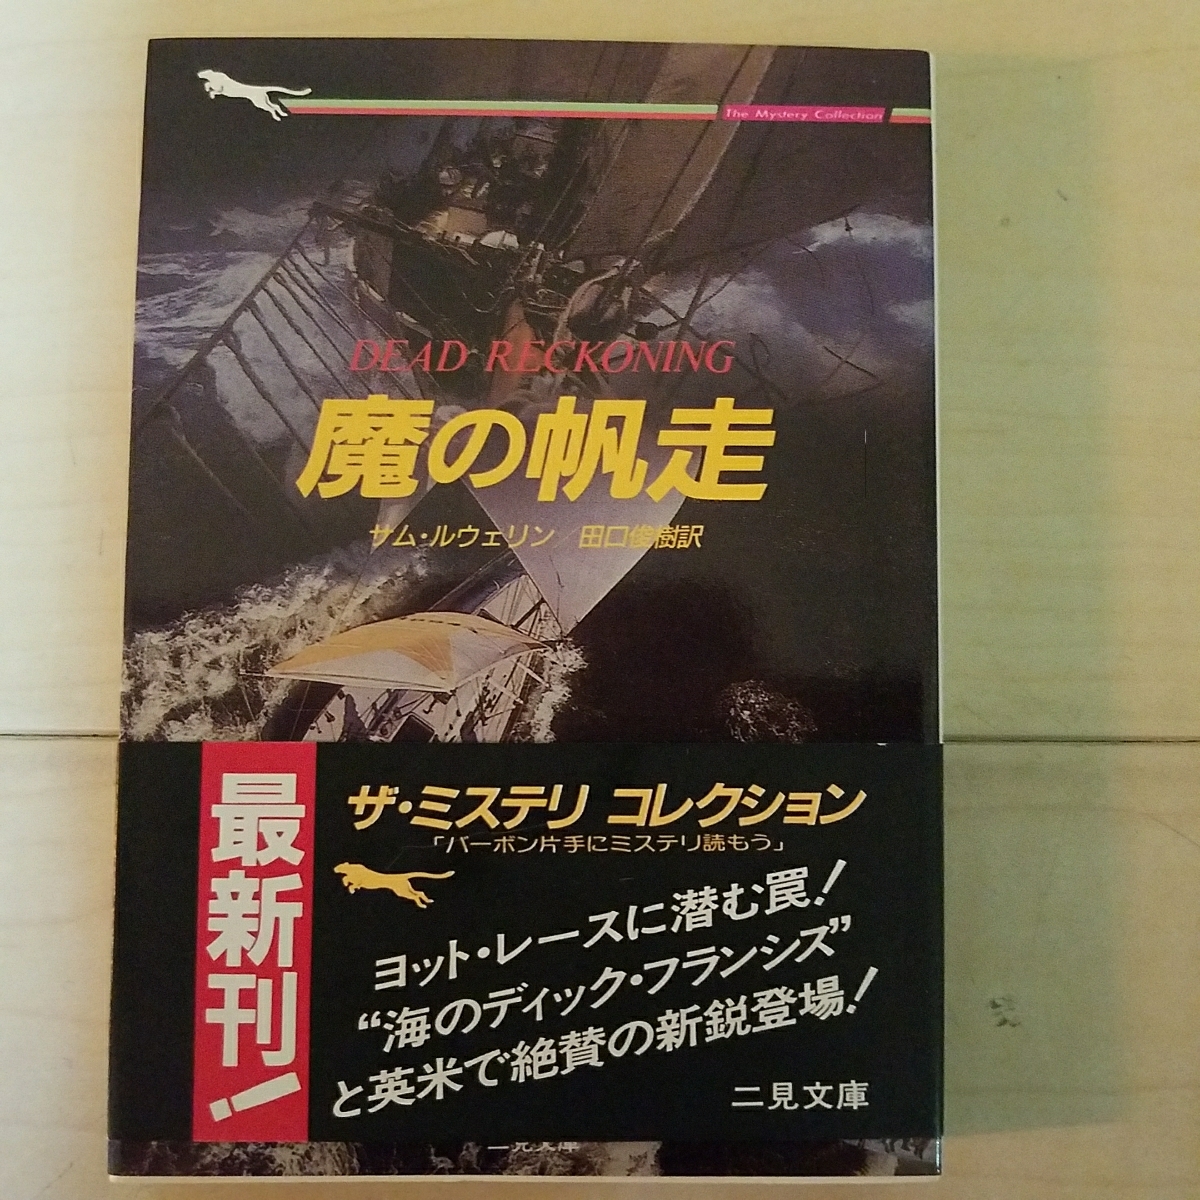 The Mystery Collection
DEAD RECKONING
魔の帆走
サム・ルウェリン 田口俊樹訳
最新刊!
ザ・ミステリ コレクション
「バーボン片手にミステリ読もう」
ヨット・レースに潜む罠!
“海のディック・フランシス”
と英米で絶賛の新鋭登場!
二見文庫
二見文庫